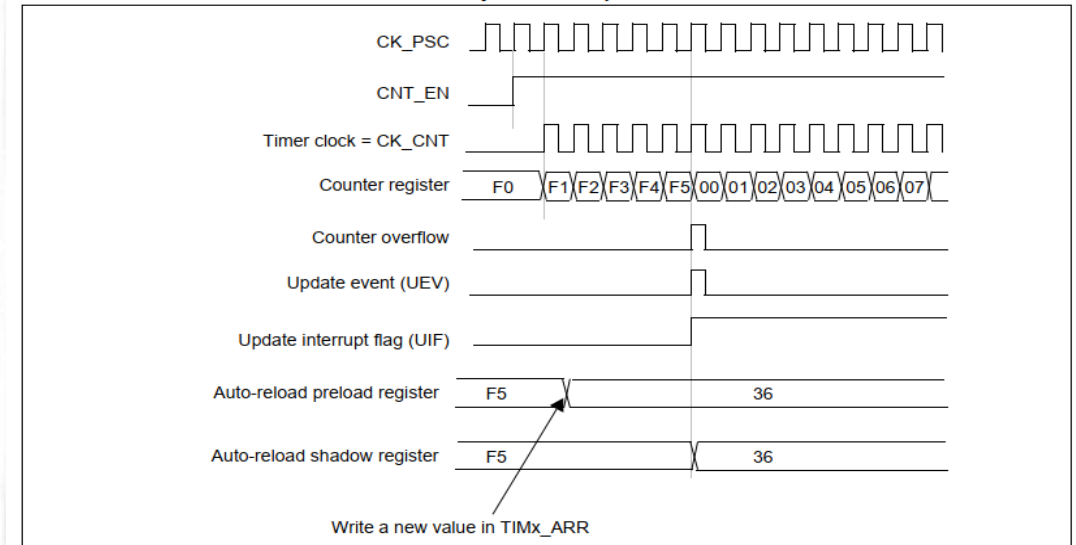 CK_PSC
CNT_EN
Timer clock = CK_CNT
Counter register F0 F1 F2 F3 F4 F5 00 01 02 03 04 05 06 07
Counter overflow
Update event (UEV)
Update interrupt flag (UIF)
Auto-reload preload register F5 36
Auto-reload shadow register F5 36
Write a new value in TIMx_ARR